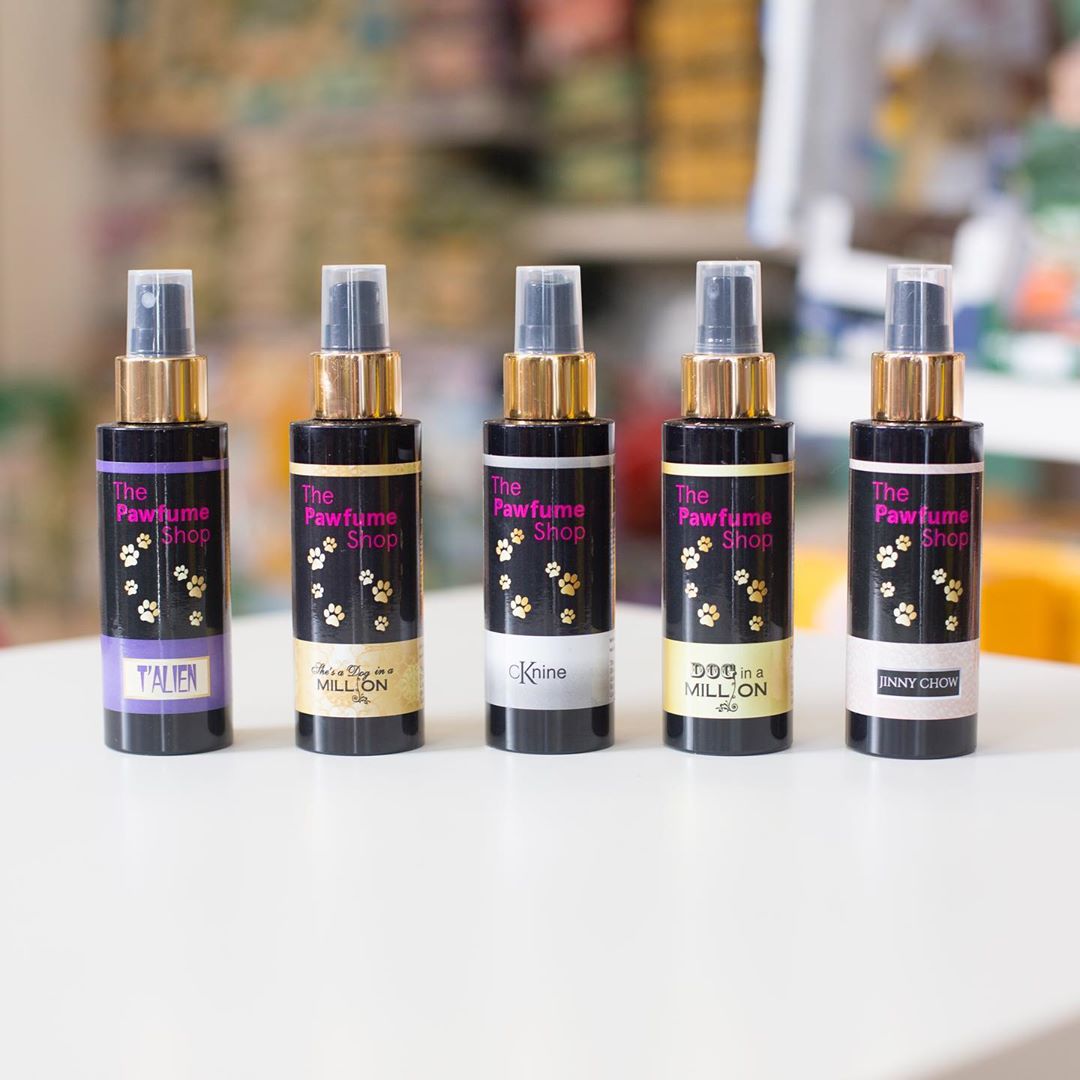 The
Pawfume
Shop
T'ALIEN
The
Pawfume
Shop
She's a Dog in a
MILLION
The
Pawfume
Shop
cKnine
The
Pawfume
Shop
DOG in a
MILLION
The
Pawfume
Shop
JINNY CHOW